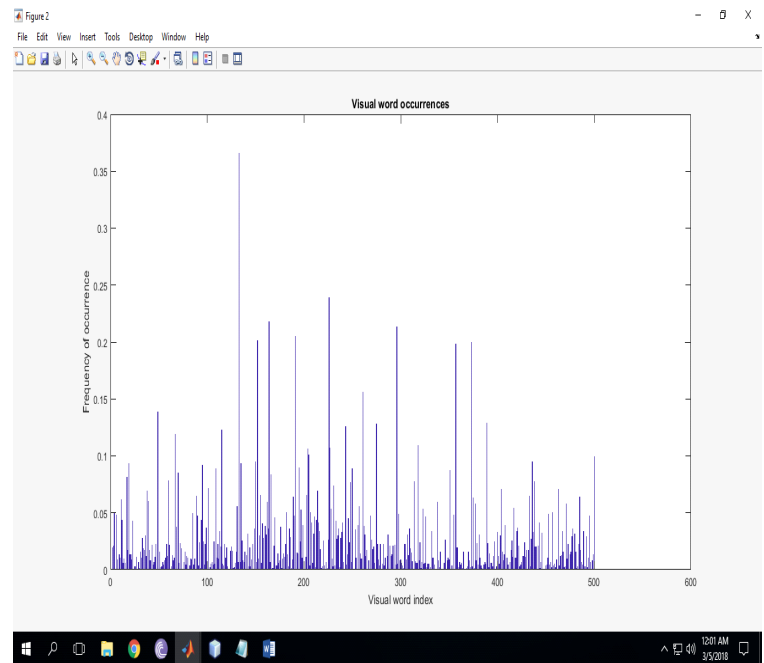 Figure 2
File Edit View Insert Tools Desktop Window Help
Visual word occurrences
0.4
0.35
0.3
0.25
0.2
0.15
0.1
0.05
0
Frequency of occurrence
0 100 200 300 400 500 600
Visual word index
12:01 AM
3/5/2018